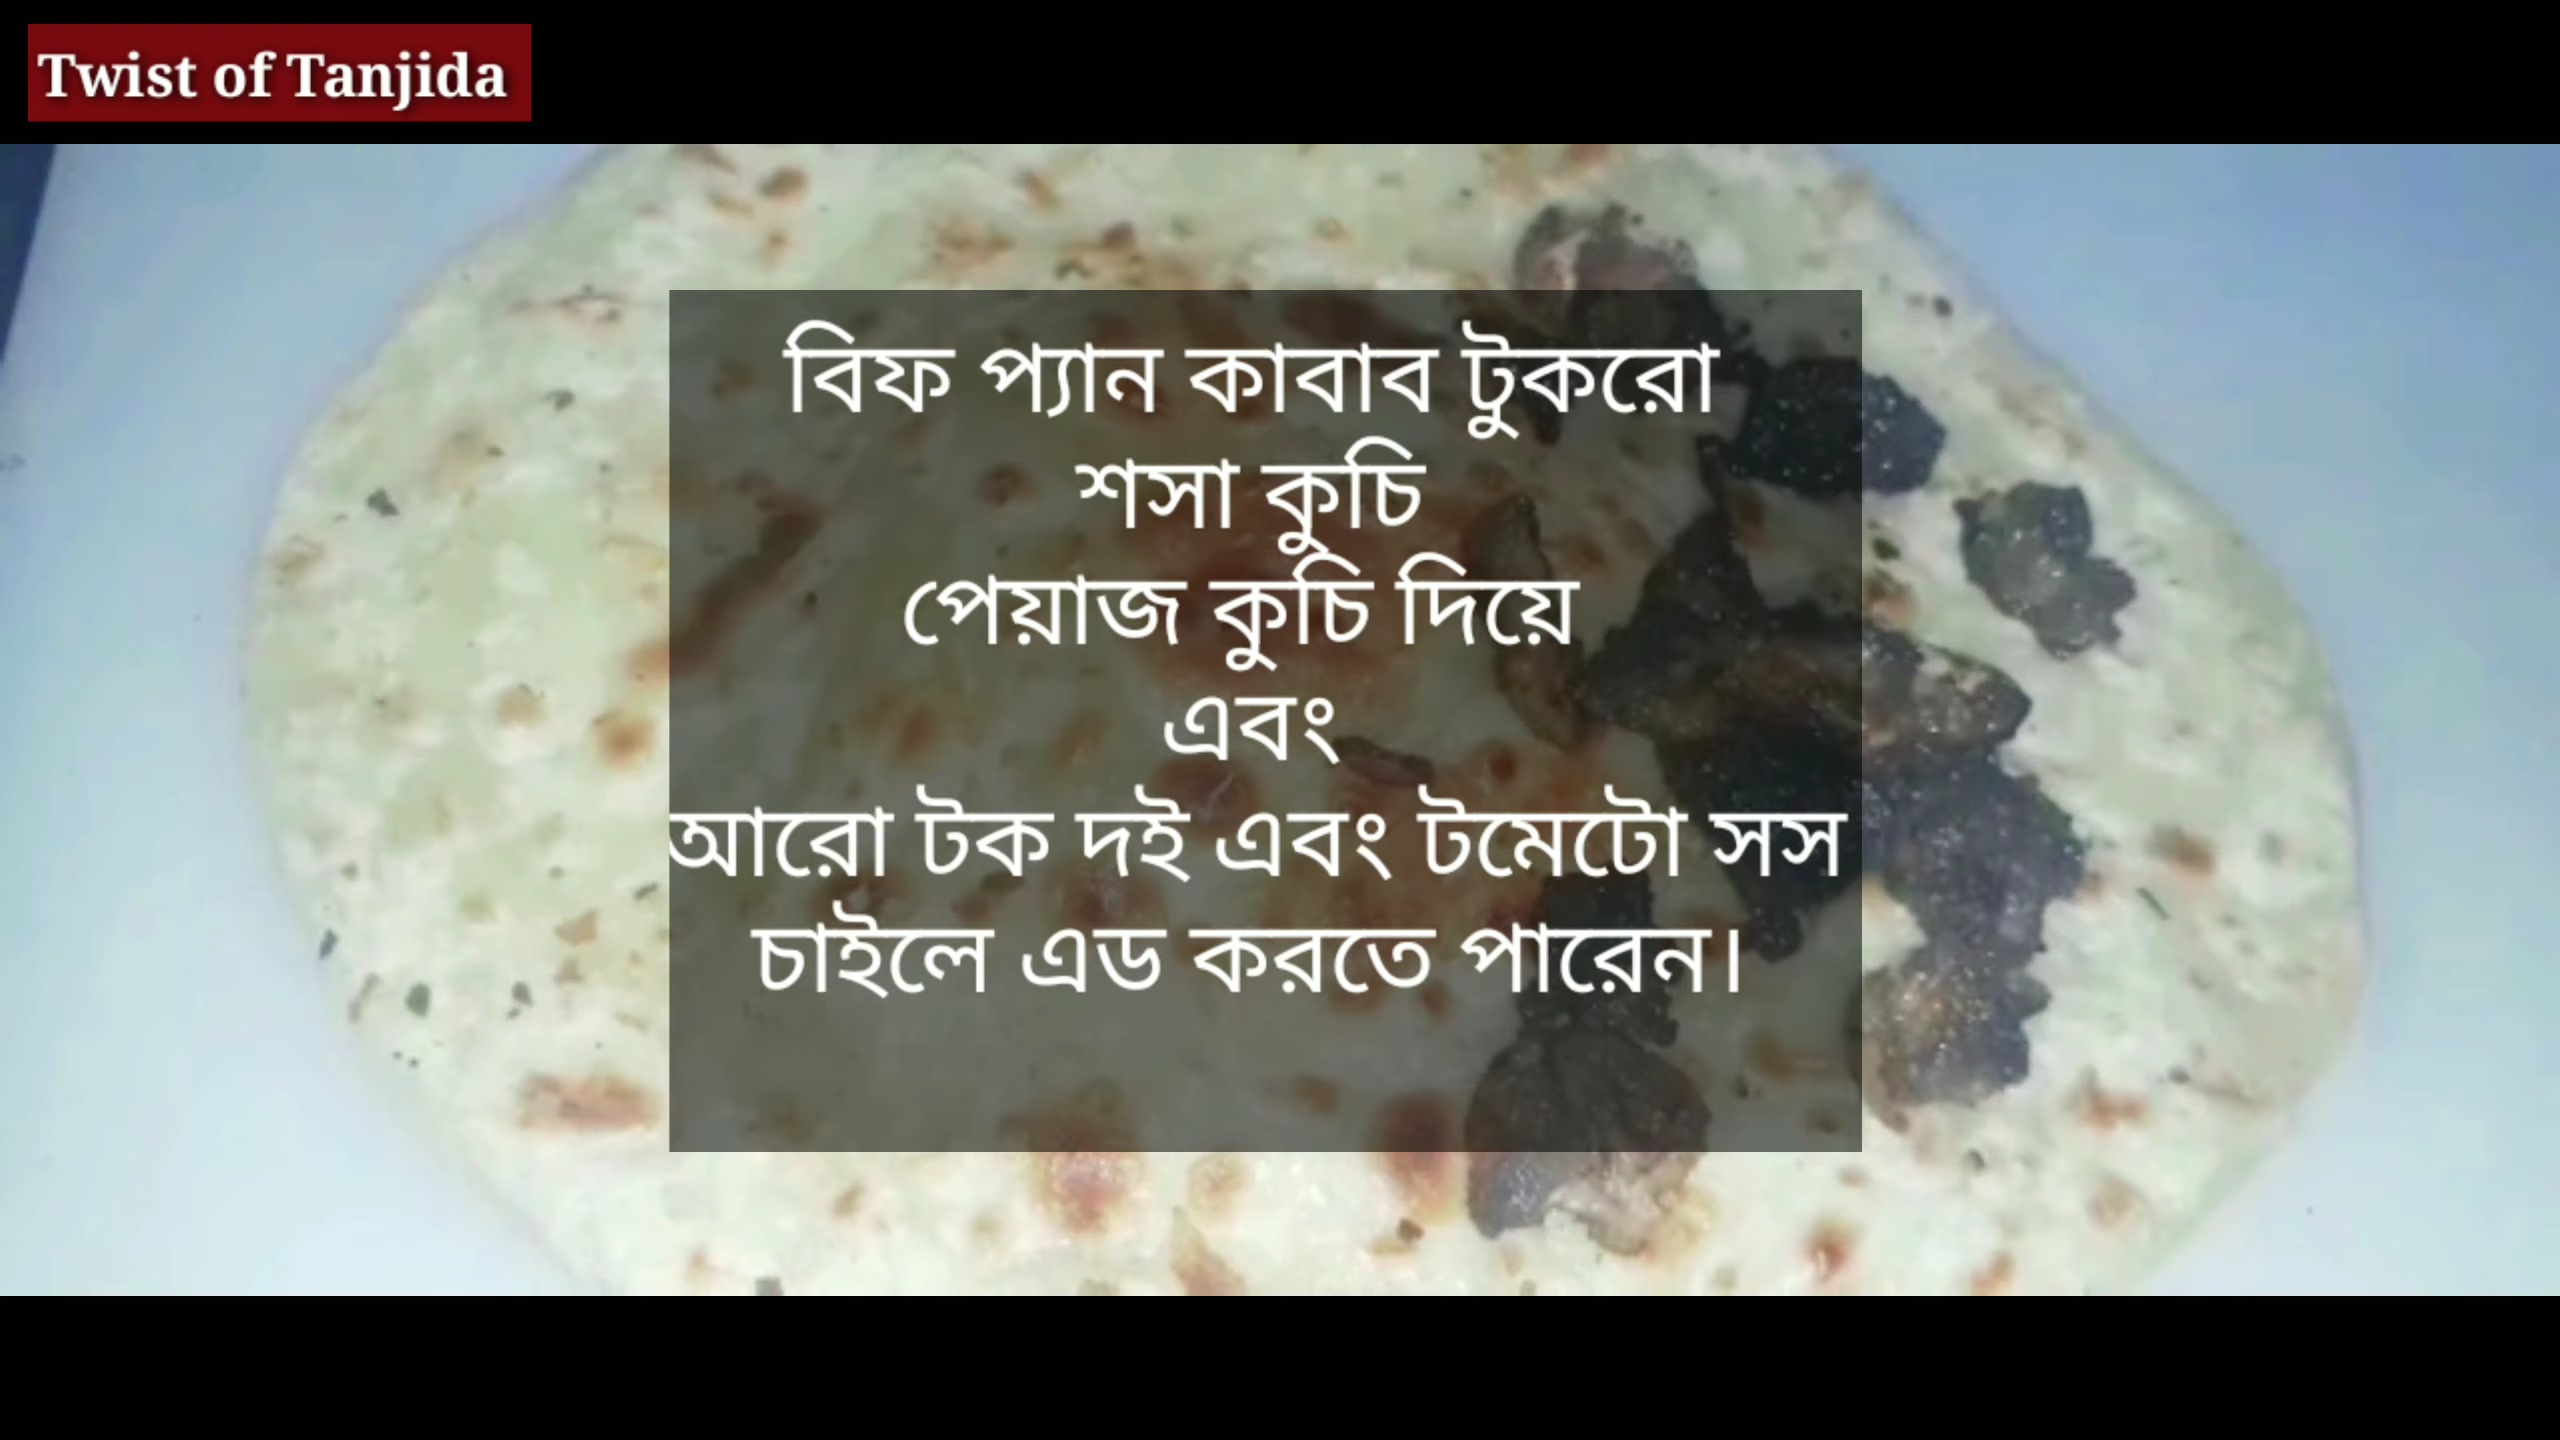 Twist of Tanjida
বিফ প্যান কাবাব টুকরো
শসা কুচি
পেয়াজ কুচি দিয়ে
এবং
আরো টক দই এবং টমেটো সস
চাইলে এড করতে পারেন।